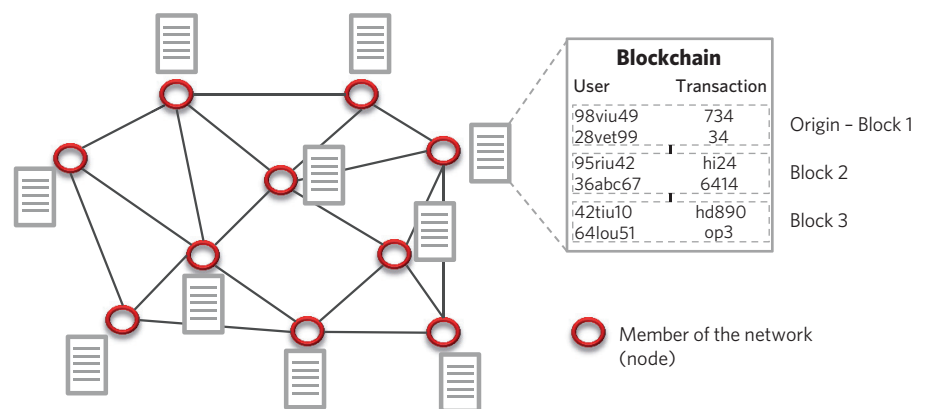 Blockchain
User Transaction
98viu49 734
28vet99 34
Origin – Block 1
95riu42 hi24
36abc67 6414
Block 2
42tiu10 hd890
64lou51 op3
Block 3
Member of the network
(node)